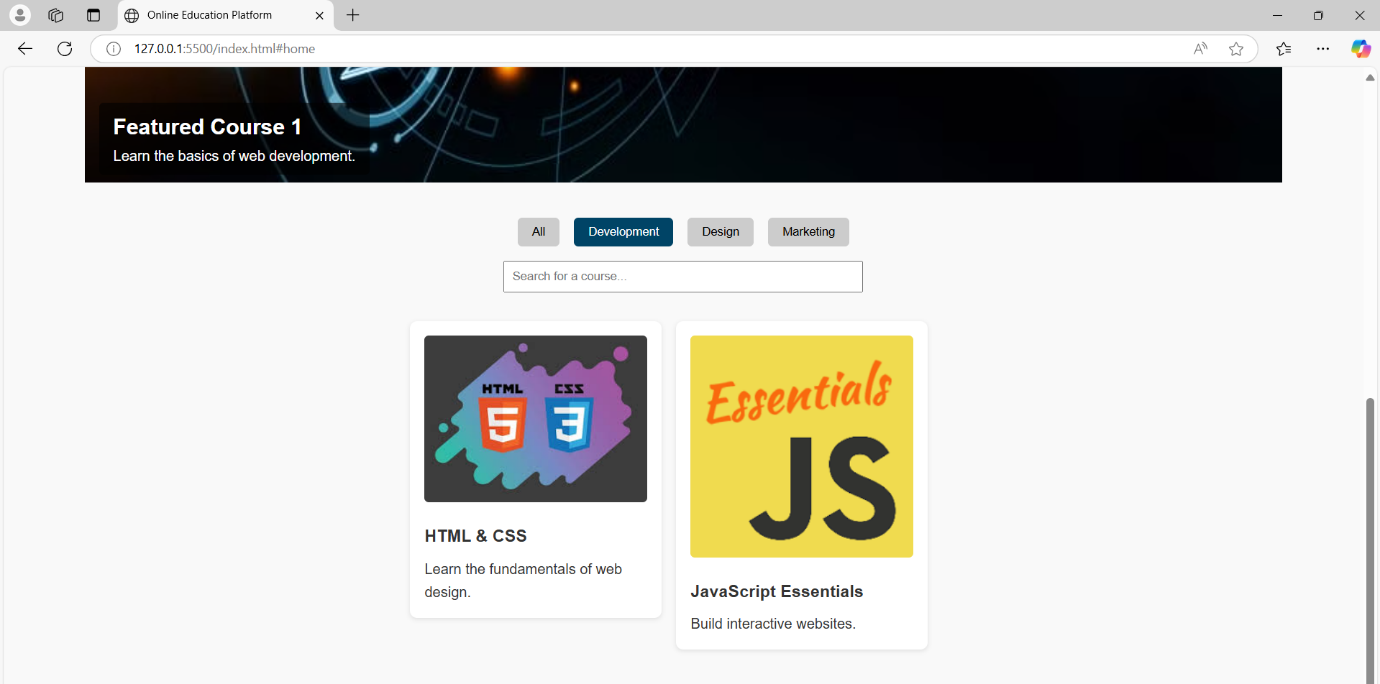 Online Education Platform
127.0.0.1:5500/index.html#home
Featured Course 1
Learn the basics of web development.
All Development Design Marketing
Search for a course...
HTML CSS
5 3
Essentials
JS
HTML & CSS
Learn the fundamentals of web
design.
JavaScript Essentials
Build interactive websites.